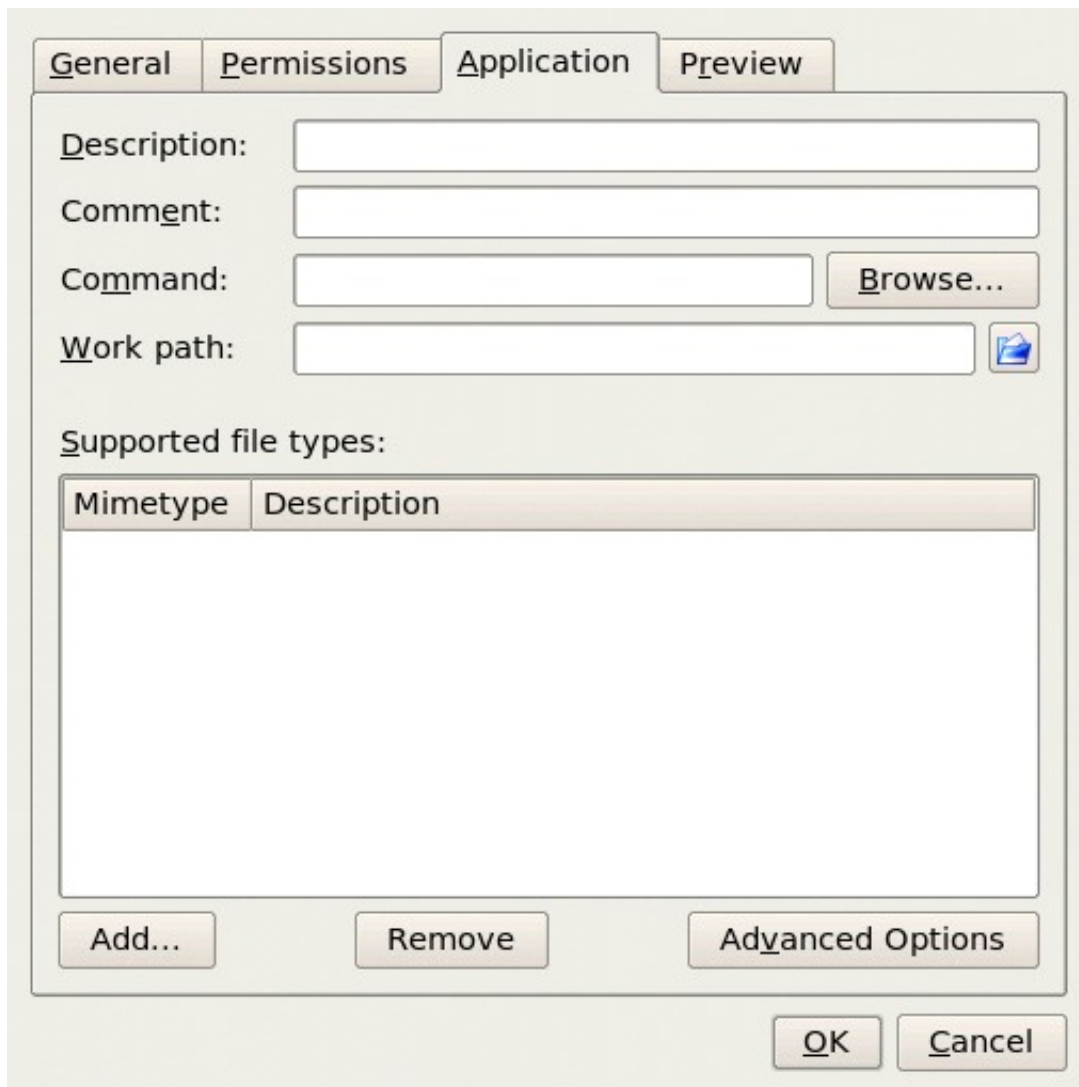 General Permissions Application Preview
Description:
Comment:
Command: Browse...
Work path:
Supported file types:
Mimetype Description
Add... Remove Advanced Options
OK Cancel